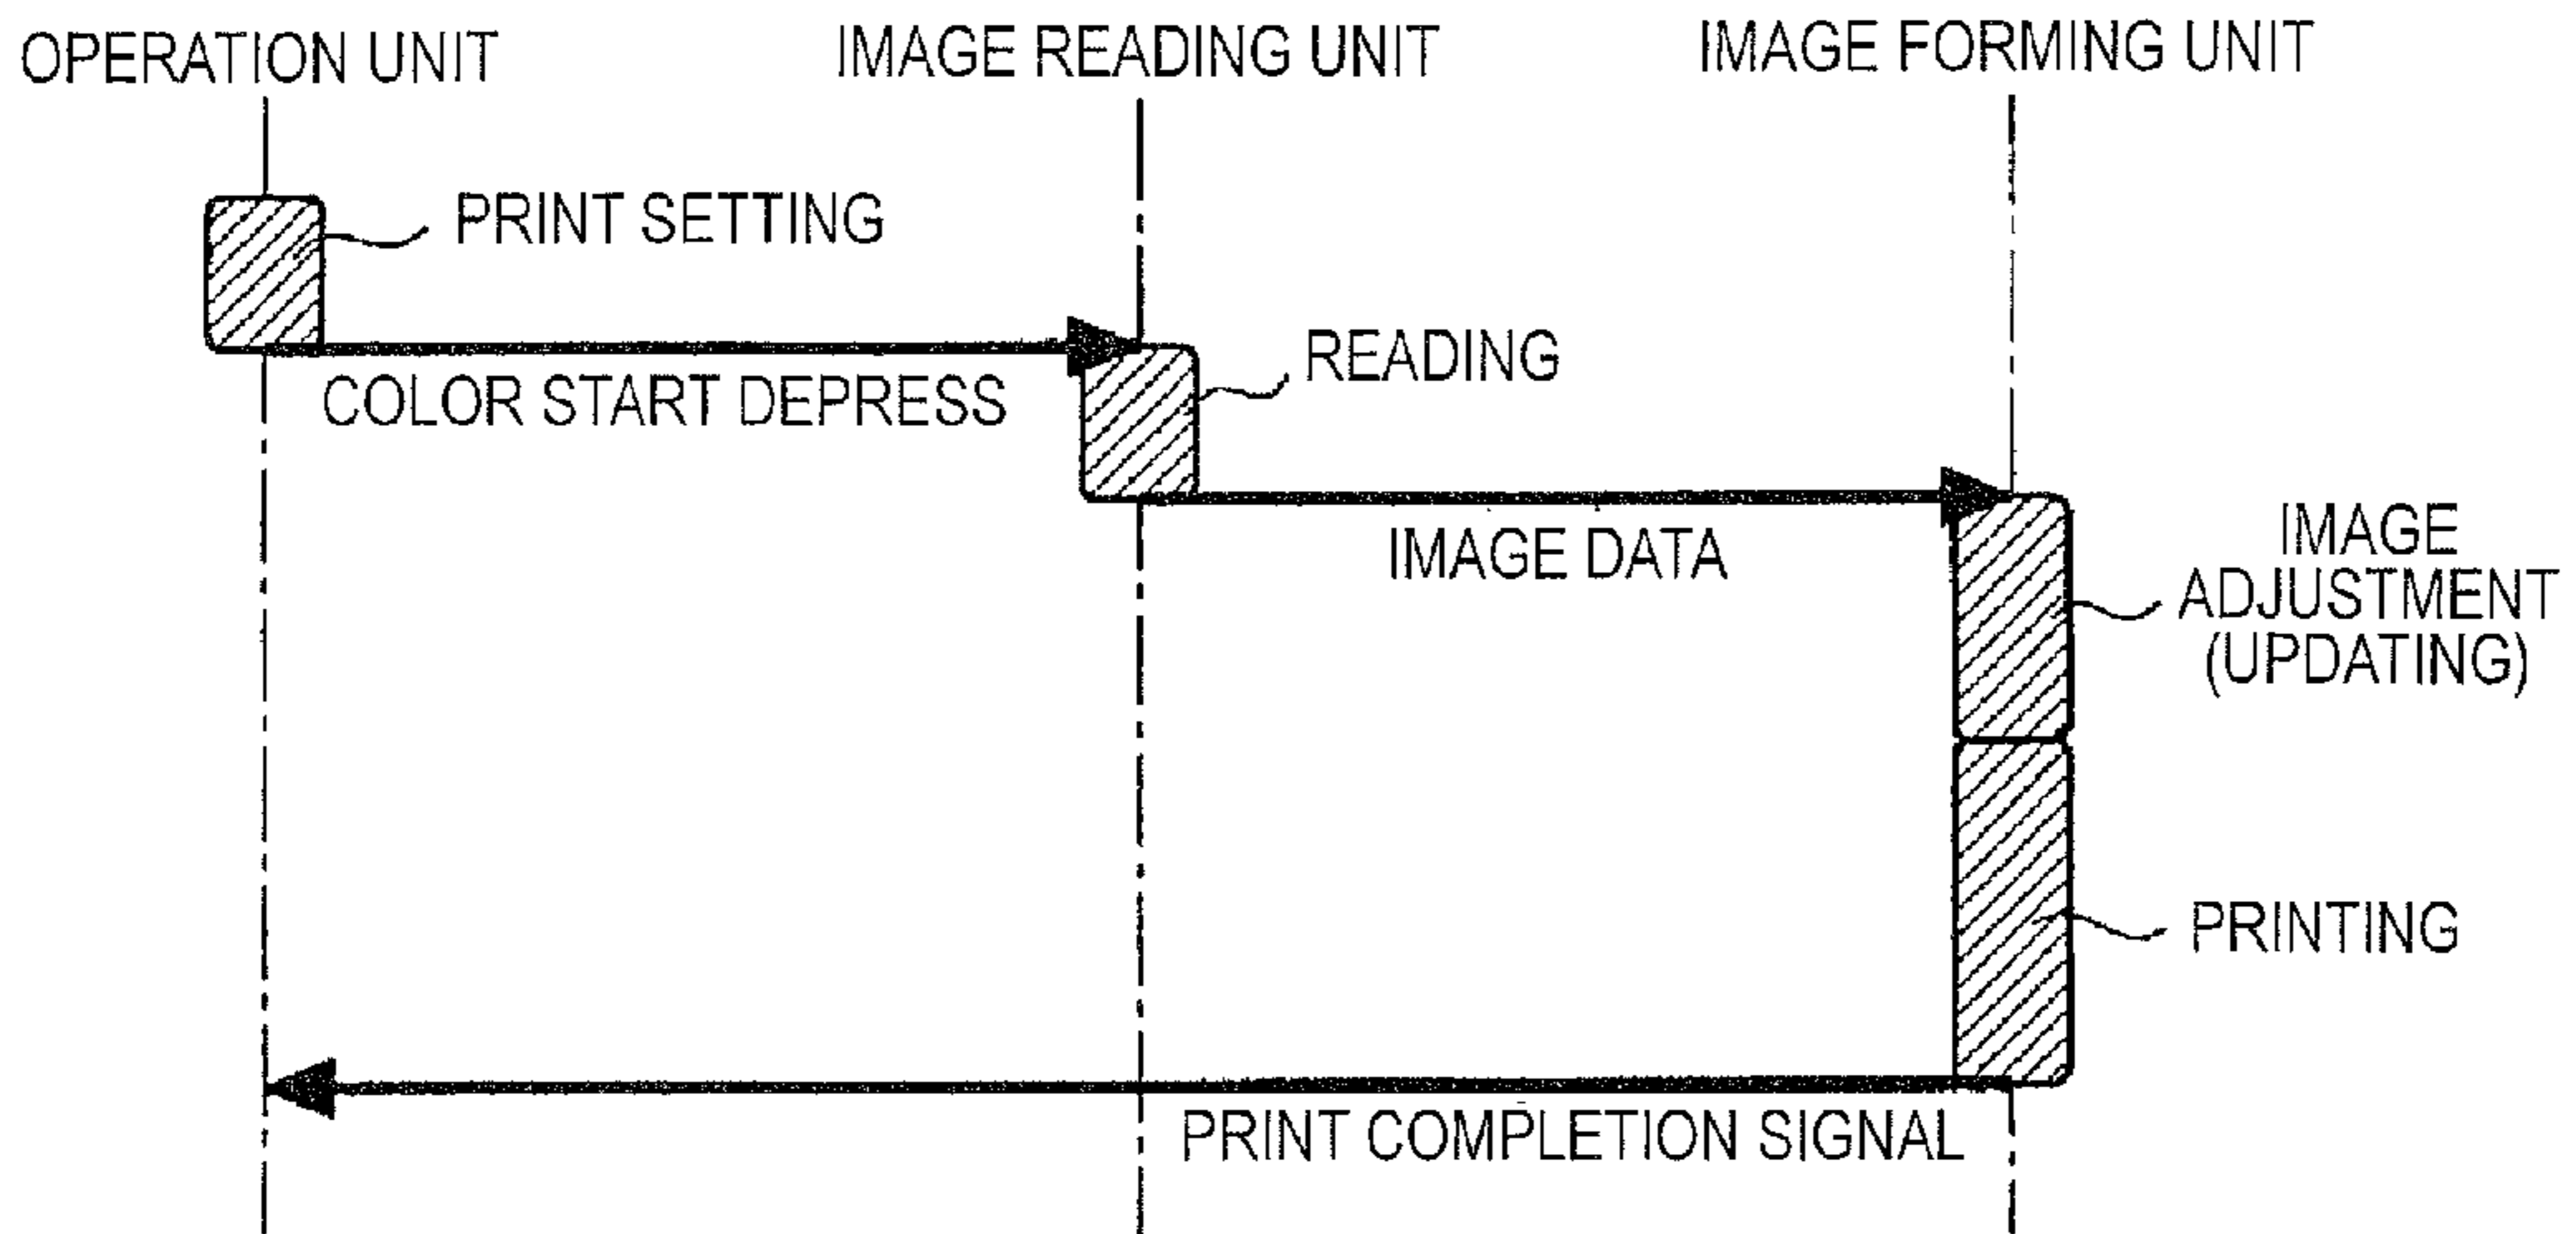 OPERATION UNIT
IMAGE READING UNIT
IMAGE FORMING UNIT
PRINT SETTING
READING
COLOR START DEPRESS
IMAGE DATA
IMAGE
ADJUSTMENT
(UPDATING)
PRINTING
PRINT COMPLETION SIGNAL